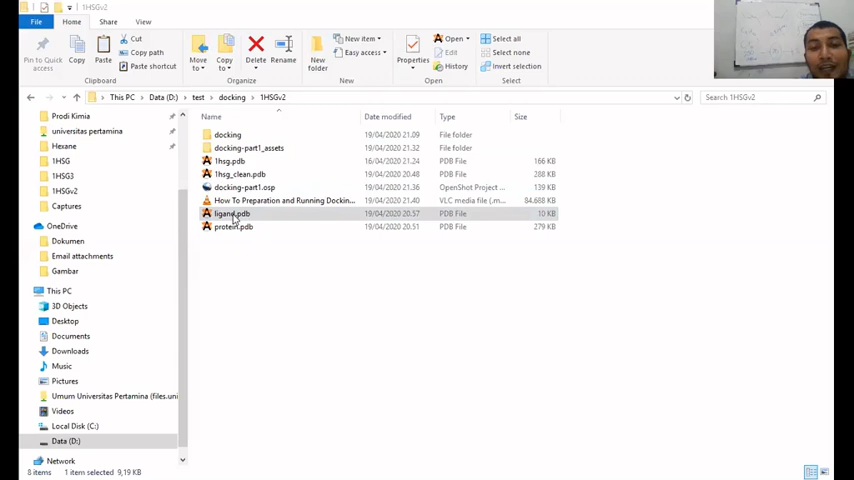 1HSGv2
File
Home
Share
View
Pin to Quick access
Copy
Paste
Cut
Copy path
Paste shortcut
Clipboard
Move to
Copy to
Delete
Rename
Organize
New folder
New item
Easy access
New
Properties
Open
Edit
History
Open
Select all
Select none
Invert selection
Select
This PC > Data (D:) > test > docking > 1HSGv2
Search 1HSGv2
Prodi Kimia
universitas pertamina
Hexane
1HSG
1HSG3
1HSGv2
Captures
OneDrive
Dokumen
Email attachments
Gambar
This PC
3D Objects
Desktop
Documents
Downloads
Music
Pictures
Umum Universitas Pertamina (files.uni
Videos
Local Disk (C:)
Data (D:)
Network
Name Date modified Type Size
docking 19/04/2020 21.09 File folder
docking-part1_assets 19/04/2020 21.32 File folder
1hsg.pdb 16/04/2020 21.24 PDB File 166 KB
1hsg_clean.pdb 19/04/2020 20.48 PDB File 288 KB
docking-part1.osp 19/04/2020 21.36 OpenShot Project ... 139 KB
How To Preparation and Running Dockin... 19/04/2020 21.40 VLC media file (.m... 84.688 KB
ligand.pdb 19/04/2020 20.57 PDB File 10 KB
protein.pdb 19/04/2020 20.51 PDB File 279 KB
8 items 1 item selected 9,19 KB